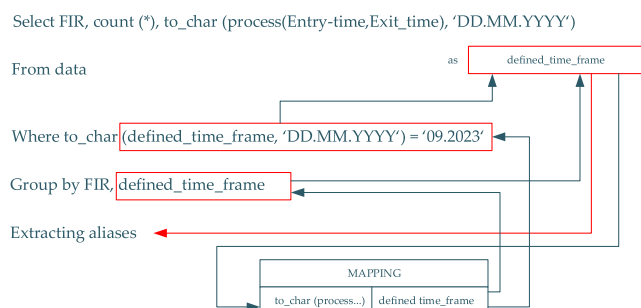 Select FIR, count (*), to_char (process(Entry-time,Exit_time), ‘DD.MM.YYYY‘)
as defined_time_frame
From data
Where to_char (defined_time_frame, ‘DD.MM.YYYY‘) = ‘09.2023‘
Group by FIR, defined_time_frame
Extracting aliases
MAPPING
to_char (process...) defined time_frame